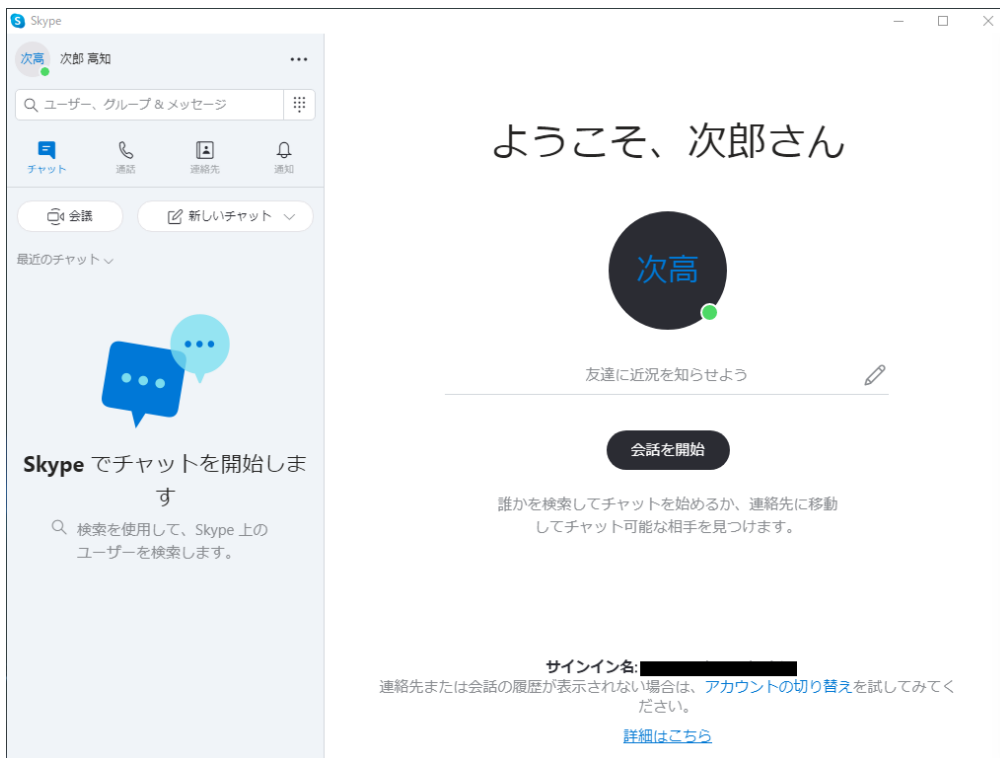 Skype
次高 次郎 高知
ユーザー、グループ & メッセージ
チャット 通話 連絡先 通知
会議 新しいチャット
最近のチャット
Skype でチャットを開始しま
す
検索を使用して、Skype 上の
ユーザーを検索します。
ようこそ、次郎さん
次高
友達に近況を知らせよう
会話を開始
誰かを検索してチャットを始めるか、連絡先に移動
してチャット可能な相手を見つけます。
サインイン名:
連絡先または会話の履歴が表示されない場合は、アカウントの切り替えを試してみてく
ださい。
詳細はこちら